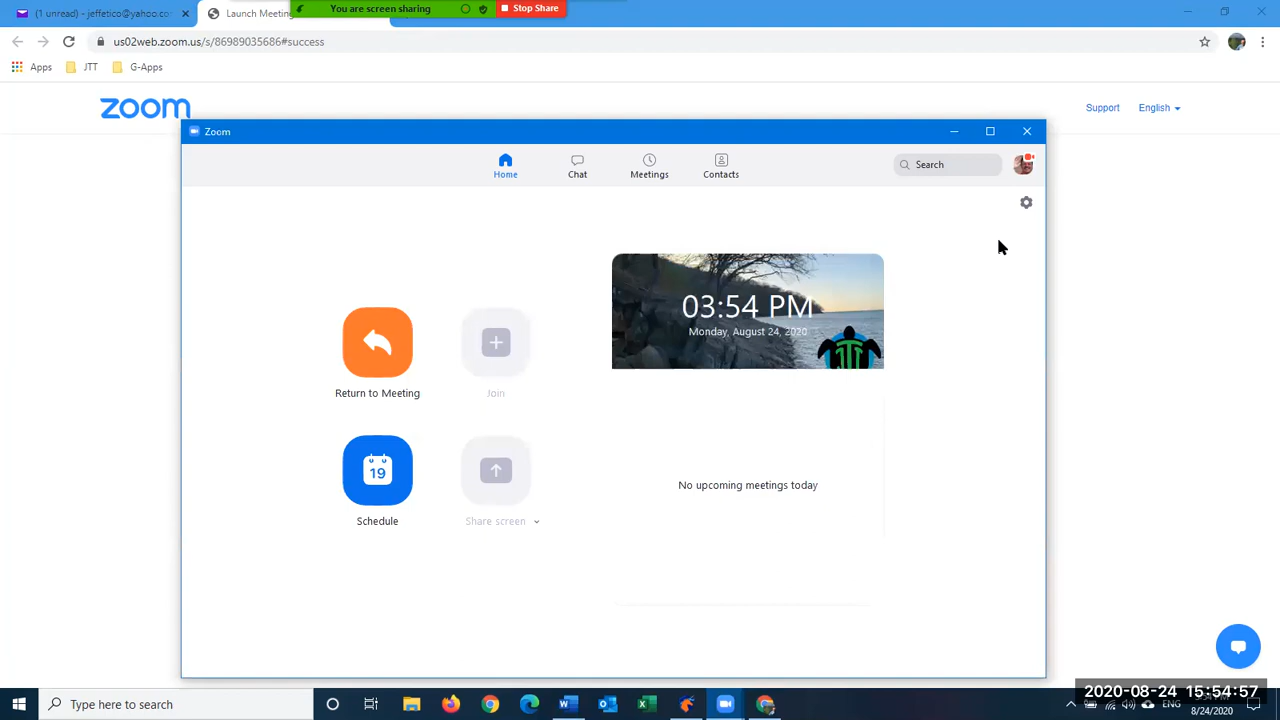 (1 unread) - jeffetico@yahoo.com
Launch Meeting
You are screen sharing
Stop Share
us02web.zoom.us/s/86989035686#success
Apps
JTT
G-Apps
zoom
Support
English
Zoom
Home
Chat
Meetings
Contacts
Search
03:54 PM
Monday, August 24, 2020
Return to Meeting
Join
19
Schedule
Share screen
No upcoming meetings today
Type here to search
ENG
2020-08-24 15:54:57
8/24/2020